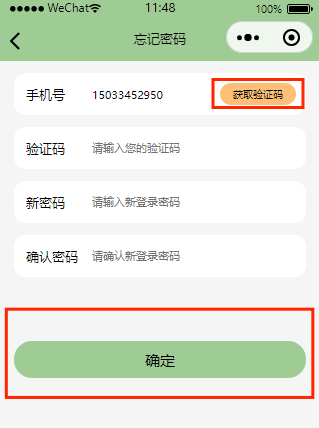 ●●●●● WeChat 11:48 100%
忘记密码
手机号 15033452950 获取验证码
验证码 请输入您的验证码
新密码 请输入新登录密码
确认密码 请确认新登录密码
确定